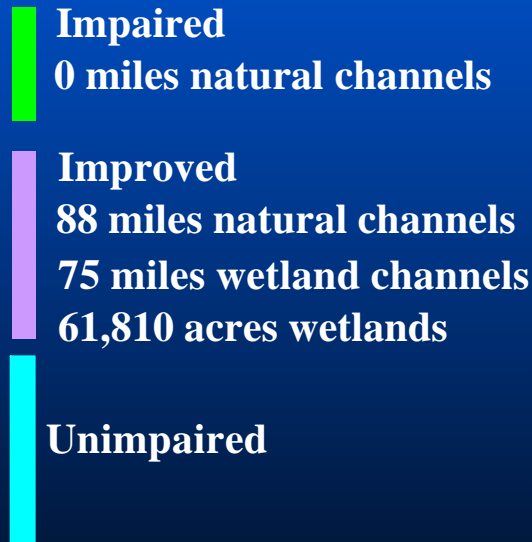 Impaired
0 miles natural channels
Improved
88 miles natural channels
75 miles wetland channels
61,810 acres wetlands
Unimpaired